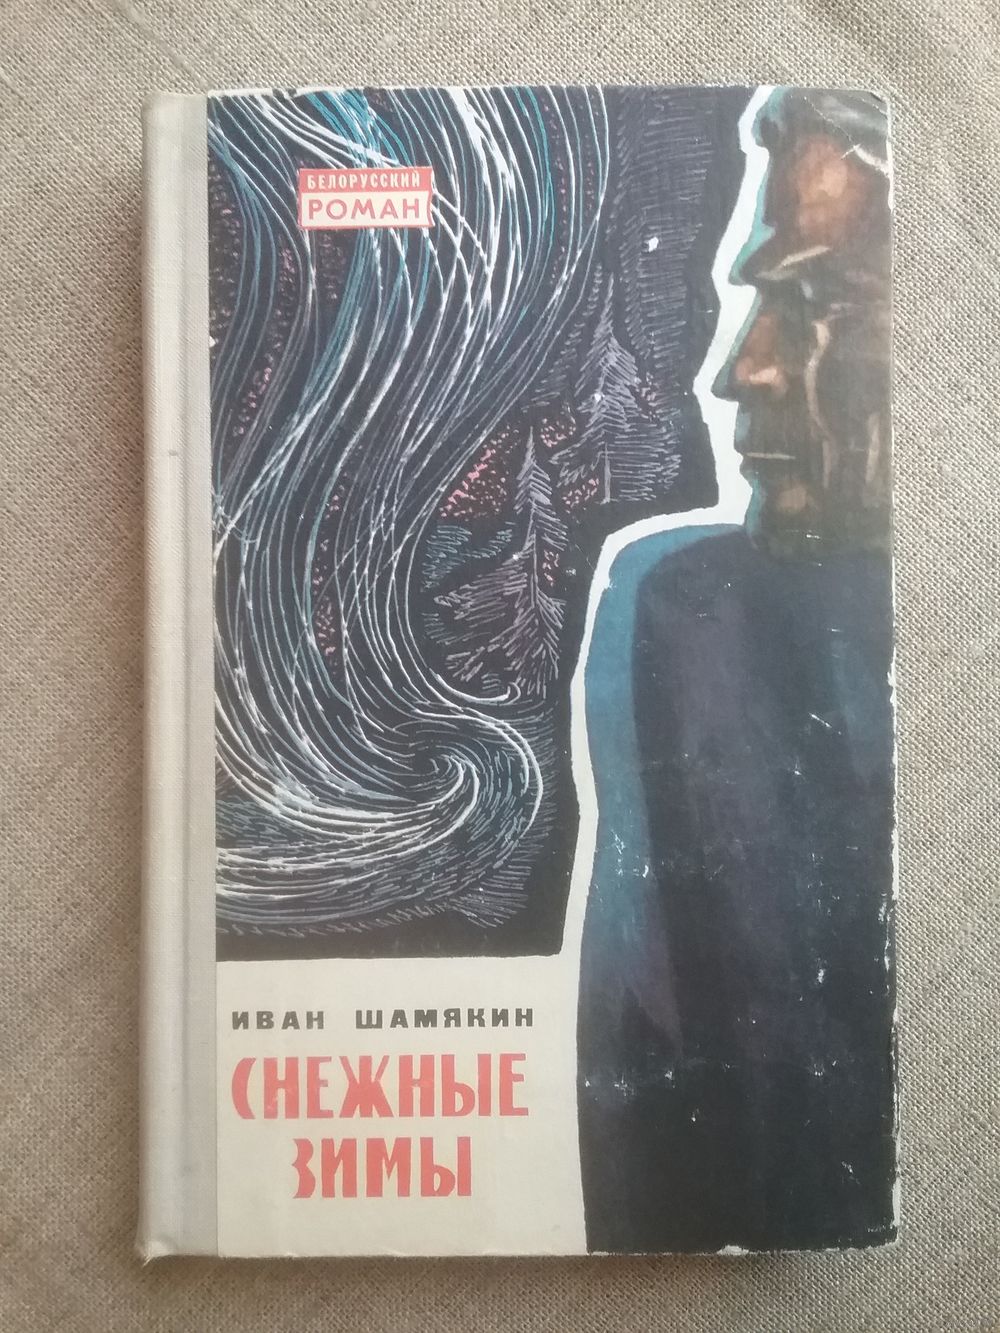 БЕЛОРУССКИЙ
РОМАН
ИВАН ШАМЯКИН
СНЕЖНЫЕ
ЗИМЫ